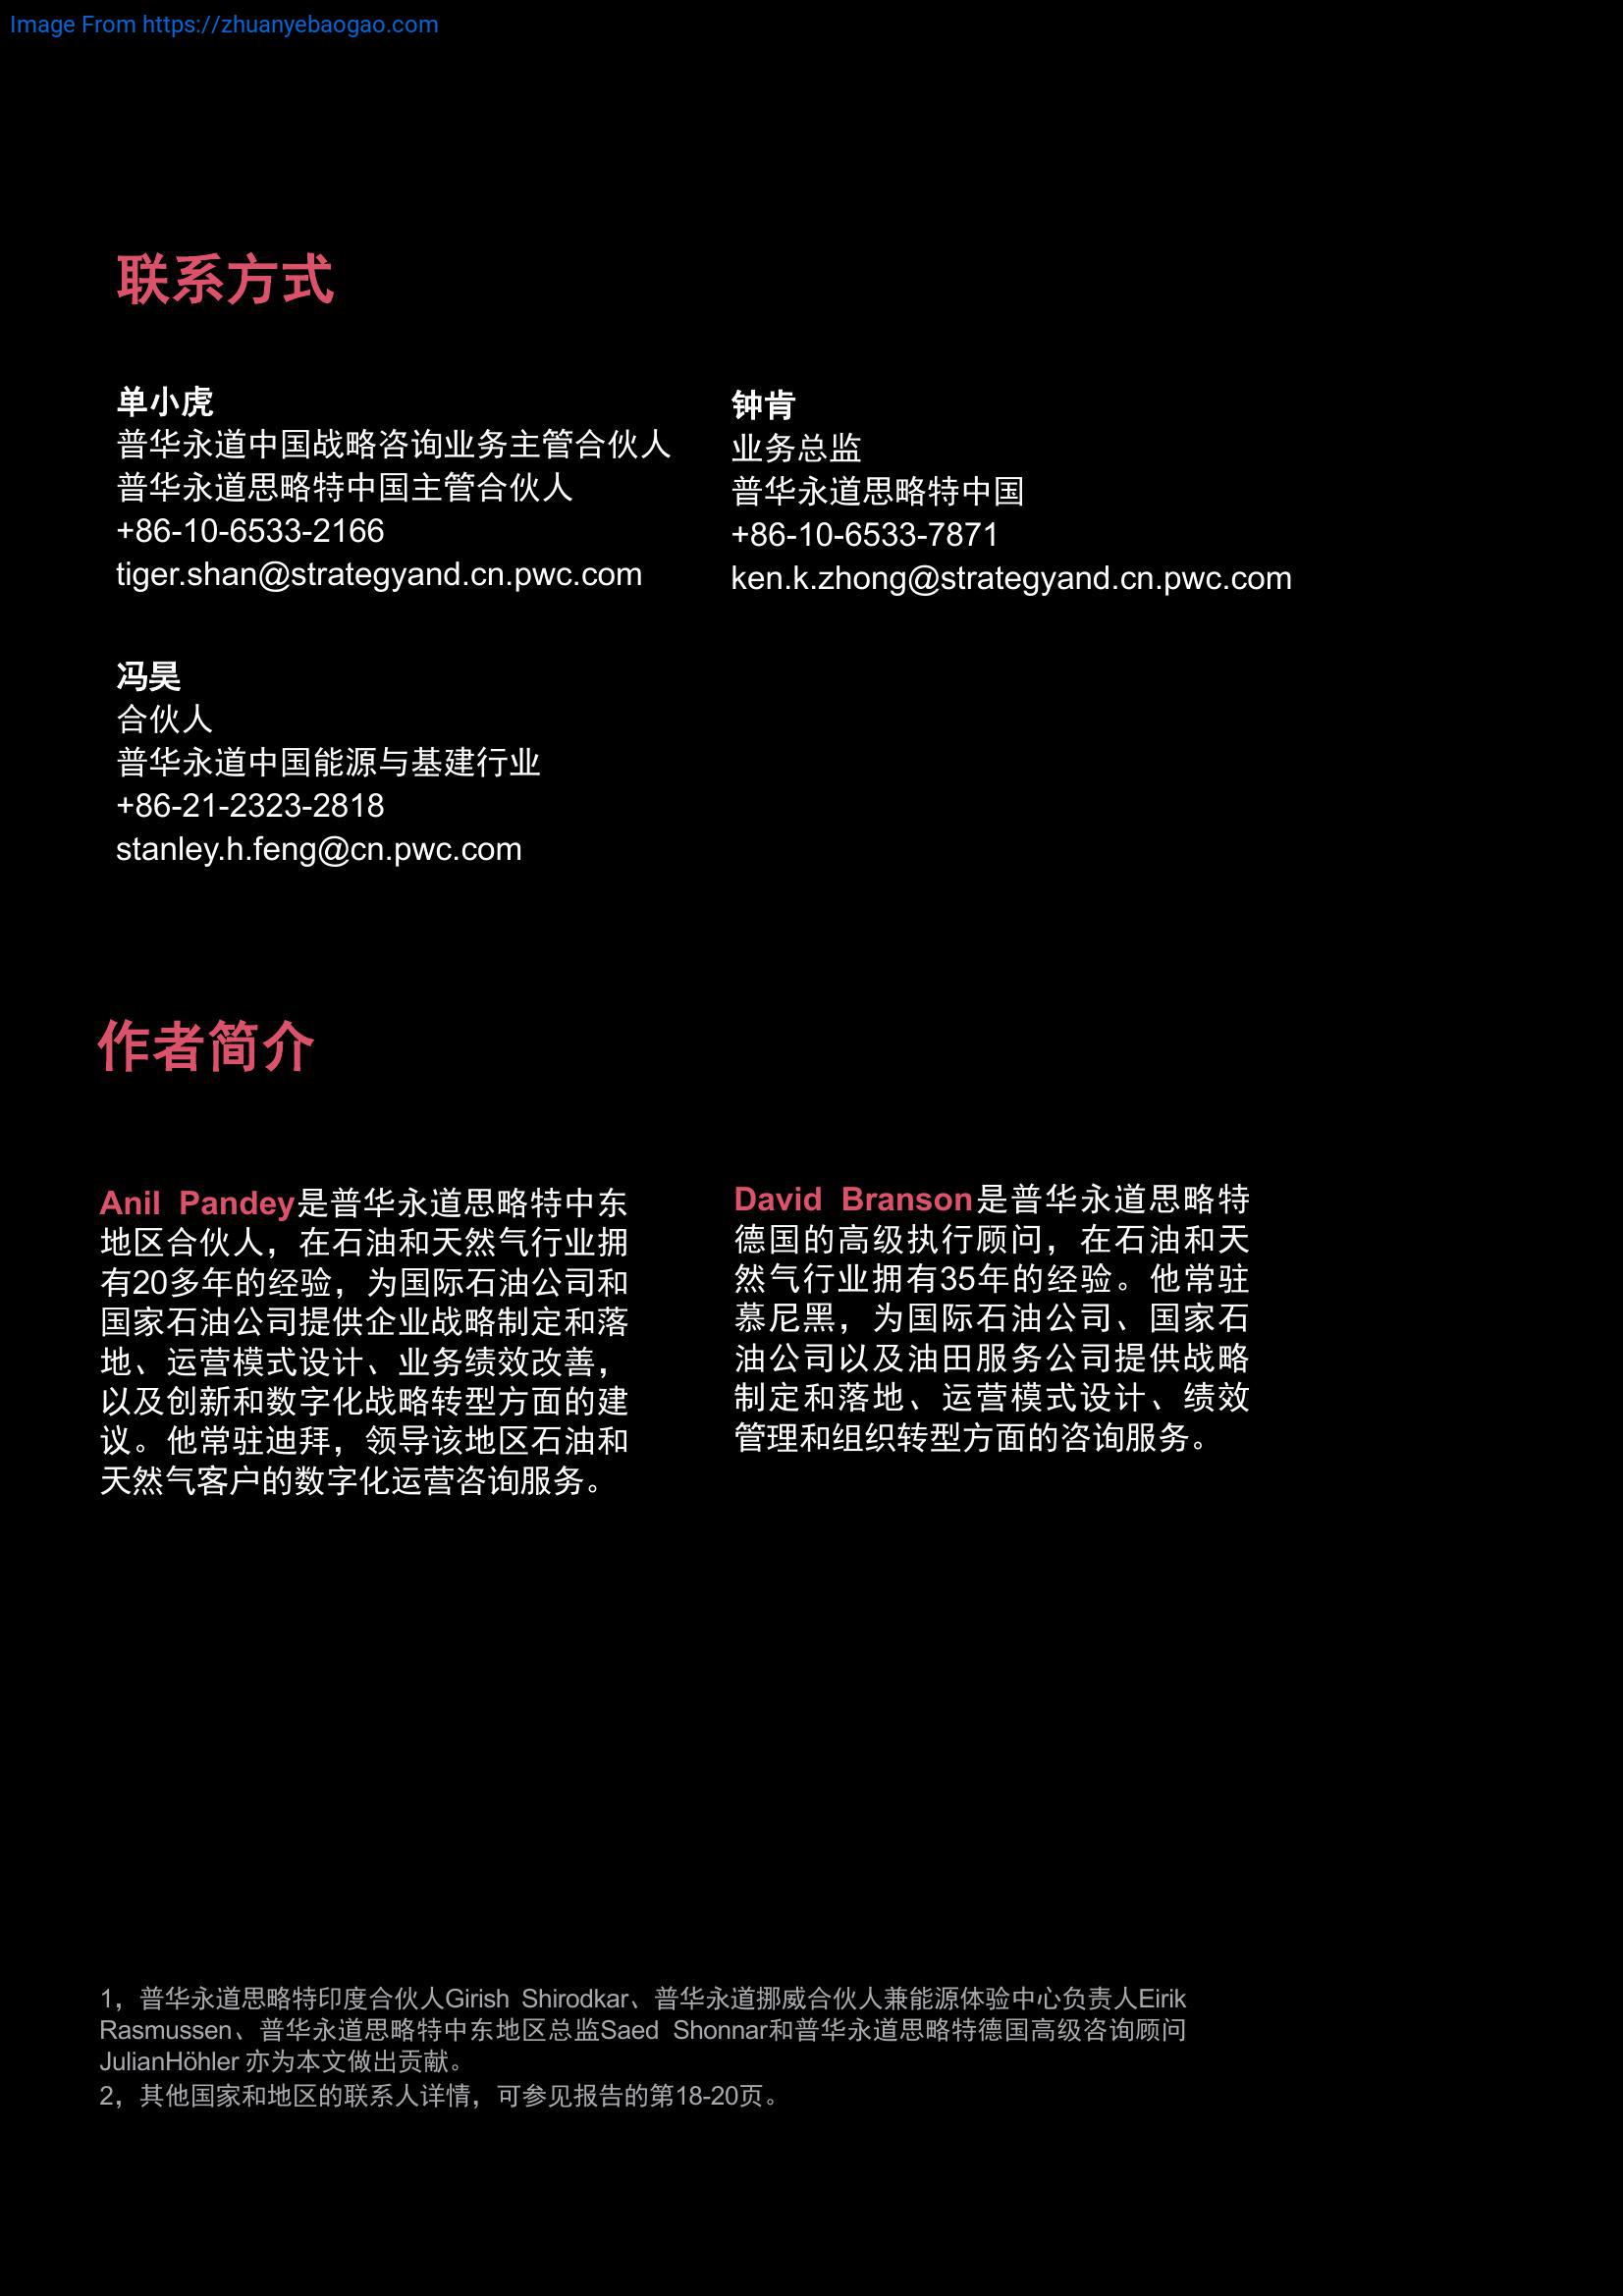 Image From https://zhuanyebaogao.com
联系方式
单小虎
普华永道中国战略咨询业务主管合伙人
普华永道思略特中国主管合伙人
+86-10-6533-2166
tiger.shan@strategyand.cn.pwc.com
钟肯
业务总监
普华永道思略特中国
+86-10-6533-7871
ken.k.zhong@strategyand.cn.pwc.com
冯昊
合伙人
普华永道中国能源与基建行业
+86-21-2323-2818
stanley.h.feng@cn.pwc.com
作者简介
Anil Pandey是普华永道思略特中东
地区合伙人，在石油和天然气行业拥
有20多年的经验，为国际石油公司和
国家石油公司提供企业战略制定和落
地、运营模式设计、业务绩效改善，
以及创新和数字化战略转型方面的建
议。他常驻迪拜，领导该地区石油和
天然气客户的数字化运营咨询服务。
David Branson是普华永道思略特
德国的高级执行顾问，在石油和天
然气行业拥有35年的经验。他常驻
慕尼黑，为国际石油公司、国家石
油公司以及油田服务公司提供战略
制定和落地、运营模式设计、绩效
管理和组织转型方面的咨询服务。
1，普华永道思略特印度合伙人Girish Shirodkar、普华永道挪威合伙人兼能源体验中心负责人Eirik
Rasmussen、普华永道思略特中东地区总监Saed Shonnar和普华永道思略特德国高级咨询顾问
JulianHöhler 亦为本文做出贡献。
2，其他国家和地区的联系人详情，可参见报告的第18-20页。